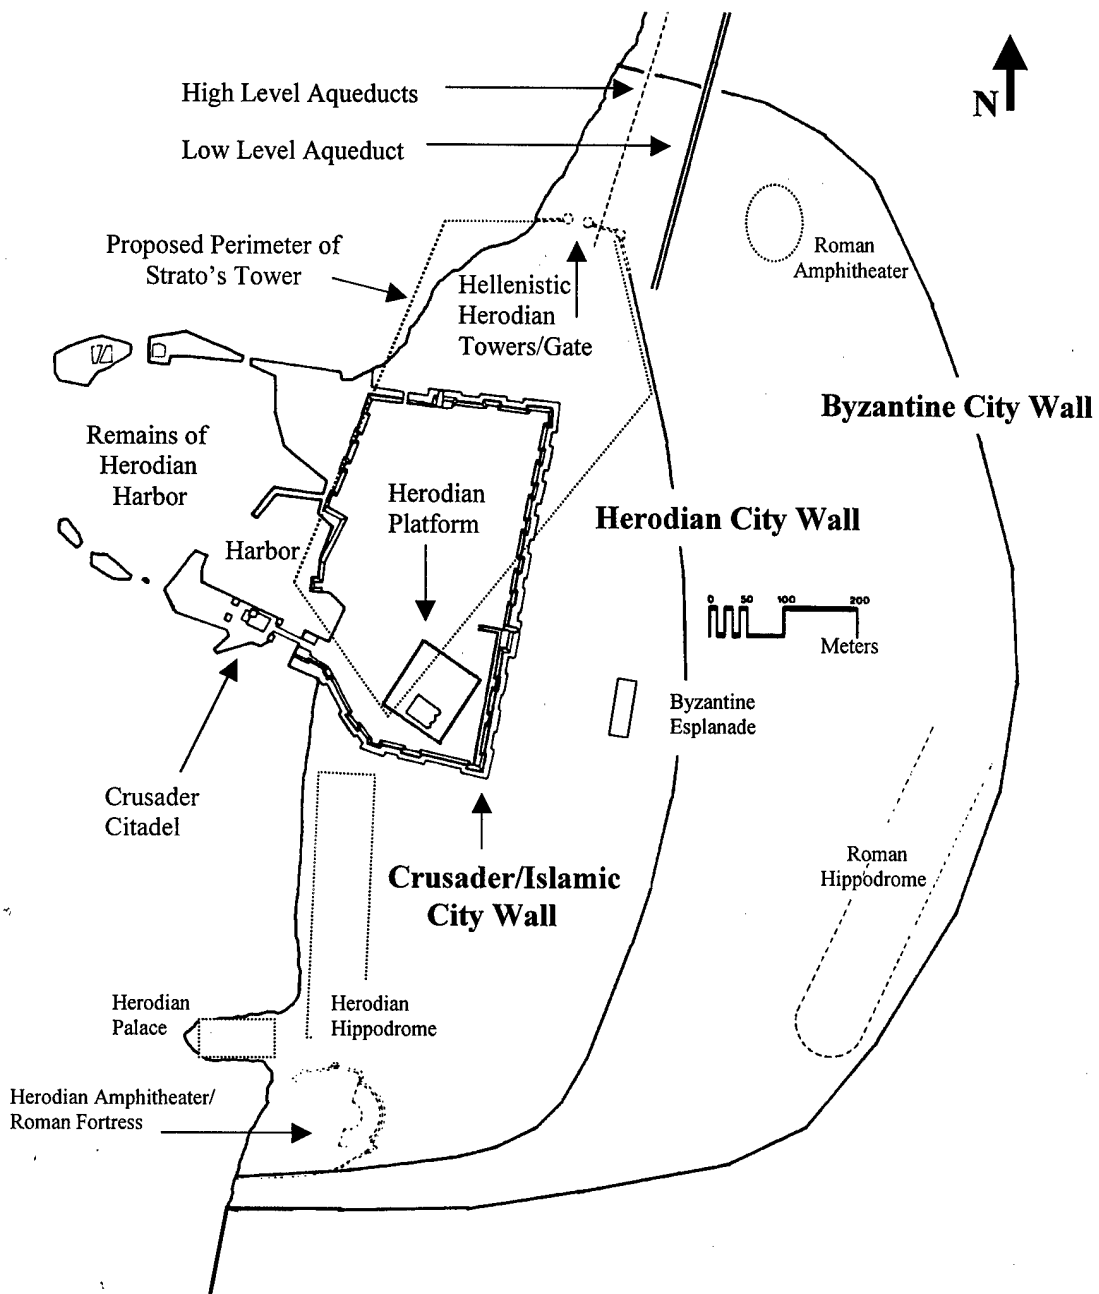 High Level Aqueducts
N
Low Level Aqueduct
Roman
Amphitheater
Proposed Perimeter of
Strato's Tower
Hellistic
Herodian
Towers/Gate
Byzantine City Wall
Remains of
Herodian
Harbor
Herodian
Platform
Herodian City Wall
Harbor
0 50 100 200
Meters
Byzantine
Esplanade
Crusader
Citadel
Roman
Hippodrome
Crusader/Islamic
City Wall
Herodian
Palace
Herodian
Hippodrome
Herodian Amphitheater/
Roman Fortress